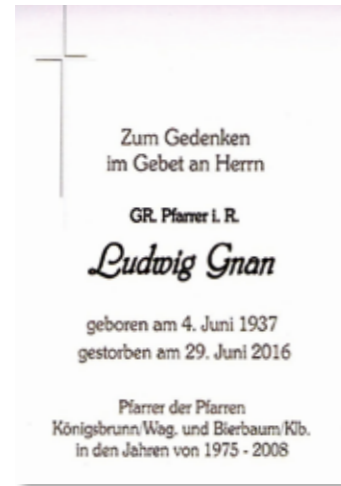 Zum Gedenken
im Gebet an Herrn
GR. Pfarrer i. R.
Ludwig Gnan
geboren am 4. Juni 1937
gestorben am 29. Juni 2016
Pfarrer der Pfarren
Königsbrunn/Wag. und Bierbaum/Klb.
in den Jahren von 1975 - 2008